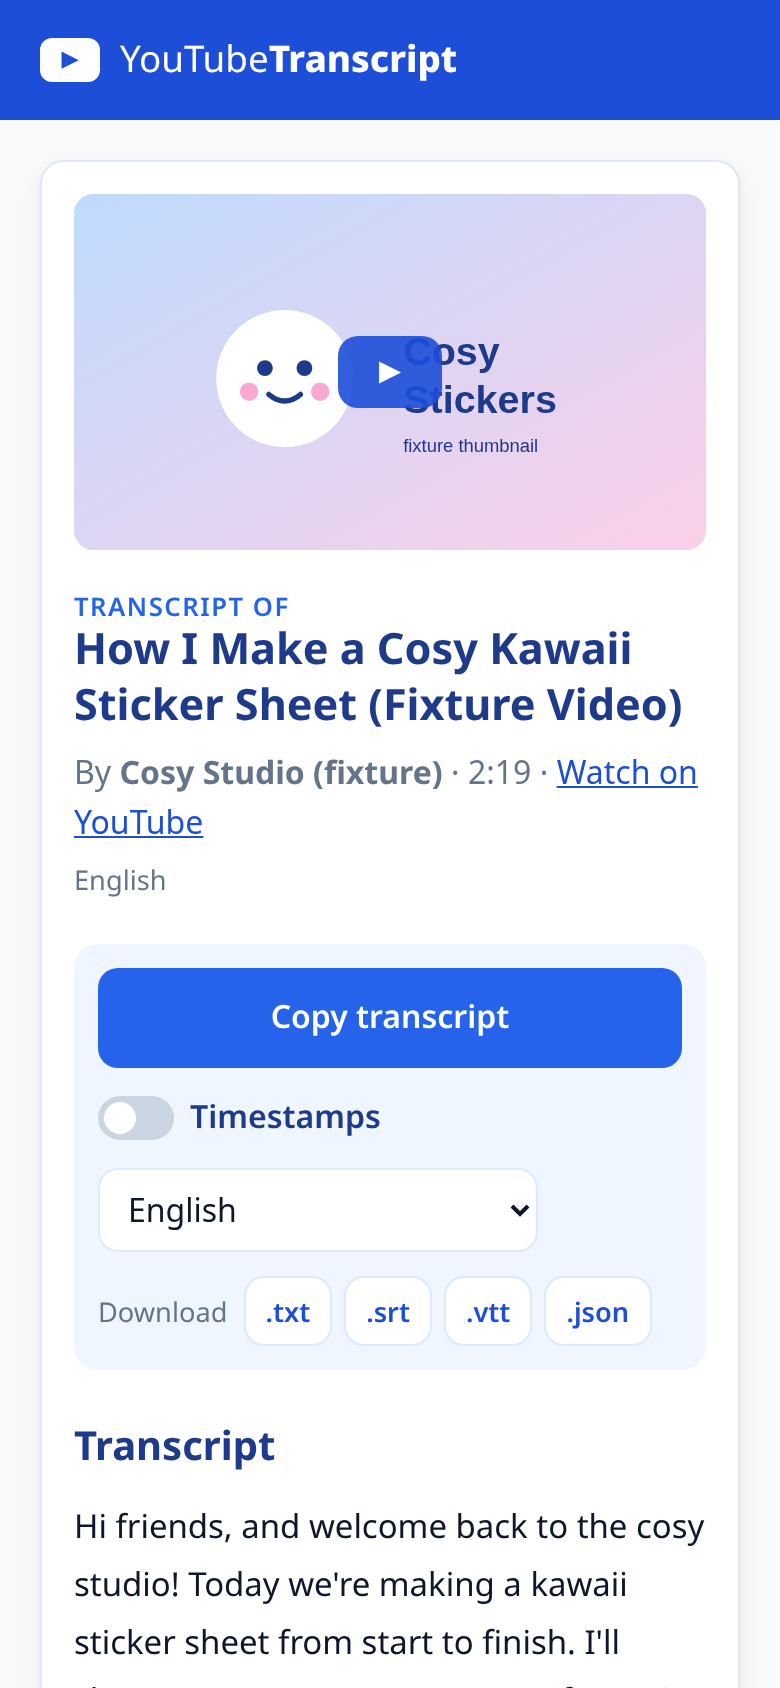 YouTubeTranscript
Cosy
Stickers
fixture thumbnail
TRANSCRIPT OF
How I Make a Cosy Kawaii
Sticker Sheet (Fixture Video)
By Cosy Studio (fixture) · 2:19 · Watch on
YouTube
English
Copy transcript
Timestamps
English
Download .txt .srt .vtt .json
Transcript
Hi friends, and welcome back to the cosy
studio! Today we're making a kawaii
sticker sheet from start to finish. I'll